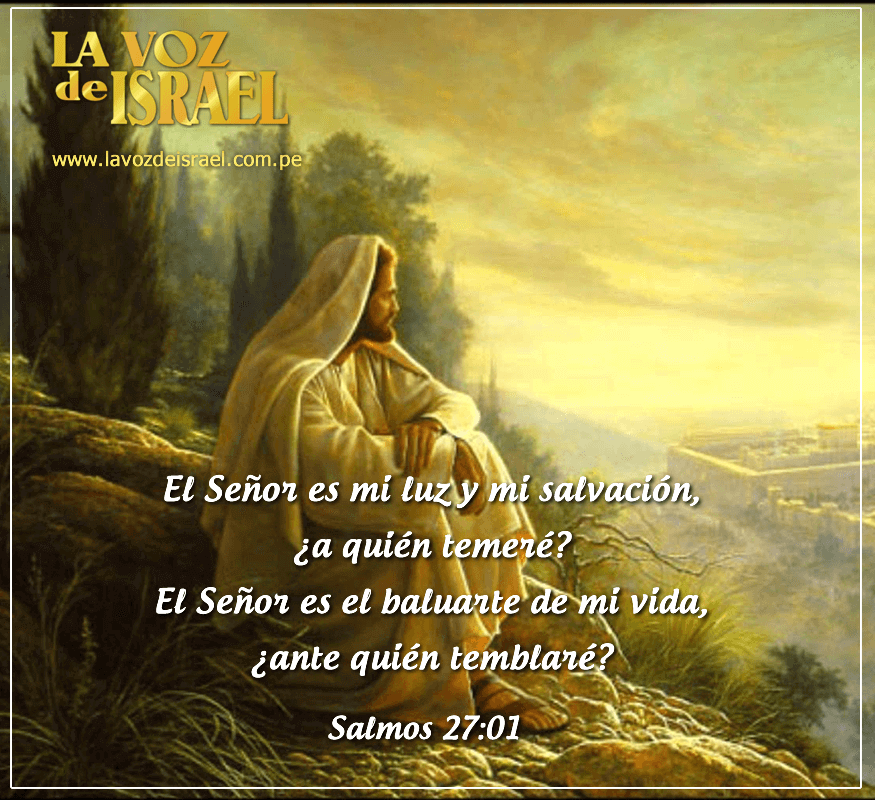 LA VOZ
de ISRAEL
www.lavozdeisrael.com.pe
El Señor es mi luz y mi salvación,
¿a quién temeré?
El Señor es el baluarte de mi vida,
¿ante quién temblaré?
Salmos 27:01